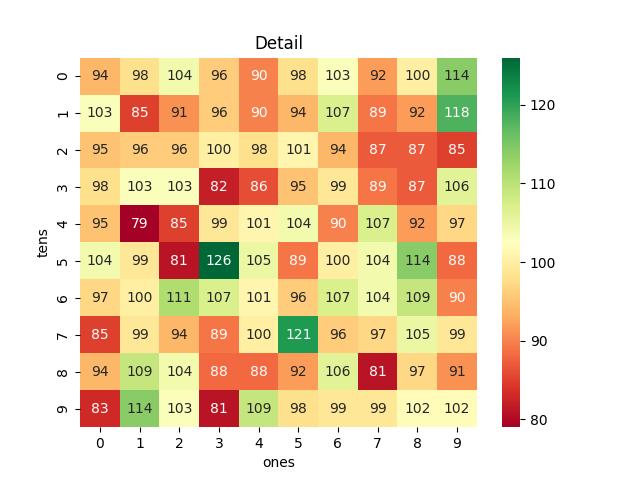 Detail
0 94 98 104 96 90 98 103 92 100 114
1 103 85 91 96 90 94 107 89 92 118
2 95 96 96 100 98 101 94 87 87 85
3 98 103 103 82 86 95 99 89 87 106
4 95 79 85 99 101 104 90 107 92 97
5 104 99 81 126 105 89 100 104 114 88
6 97 100 111 107 101 96 107 104 109 90
7 85 99 94 89 100 121 96 97 105 99
8 94 109 104 88 88 92 106 81 97 91
9 83 114 103 81 109 98 99 99 102 102
0 1 2 3 4 5 6 7 8 9
ones
tens
120
110
100
90
80